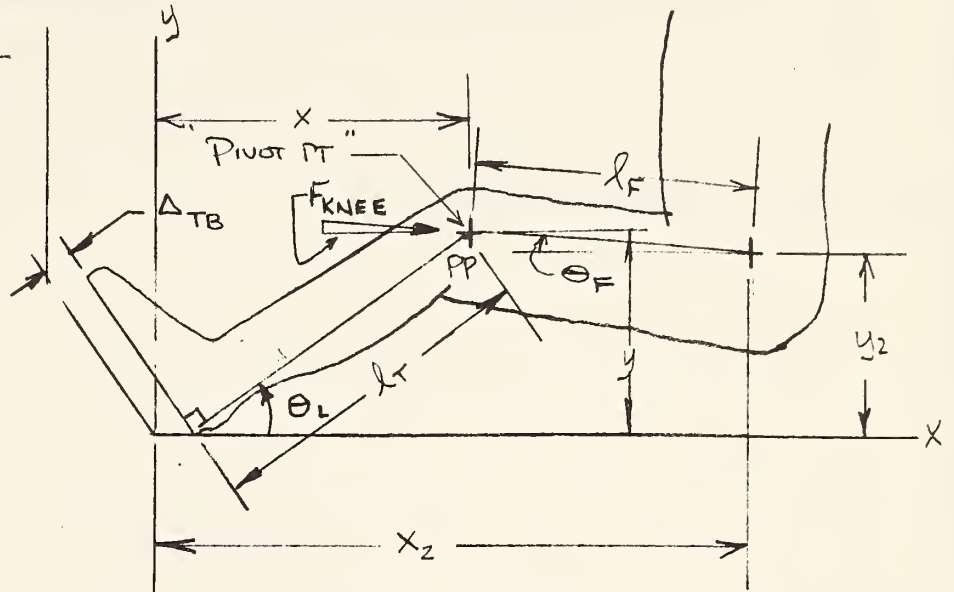 y
x
"PIVOT PT"
l_F
F_KNEE
Δ_TB
PP
θ_F
y
y_2
l_T
θ_L
X
X_2